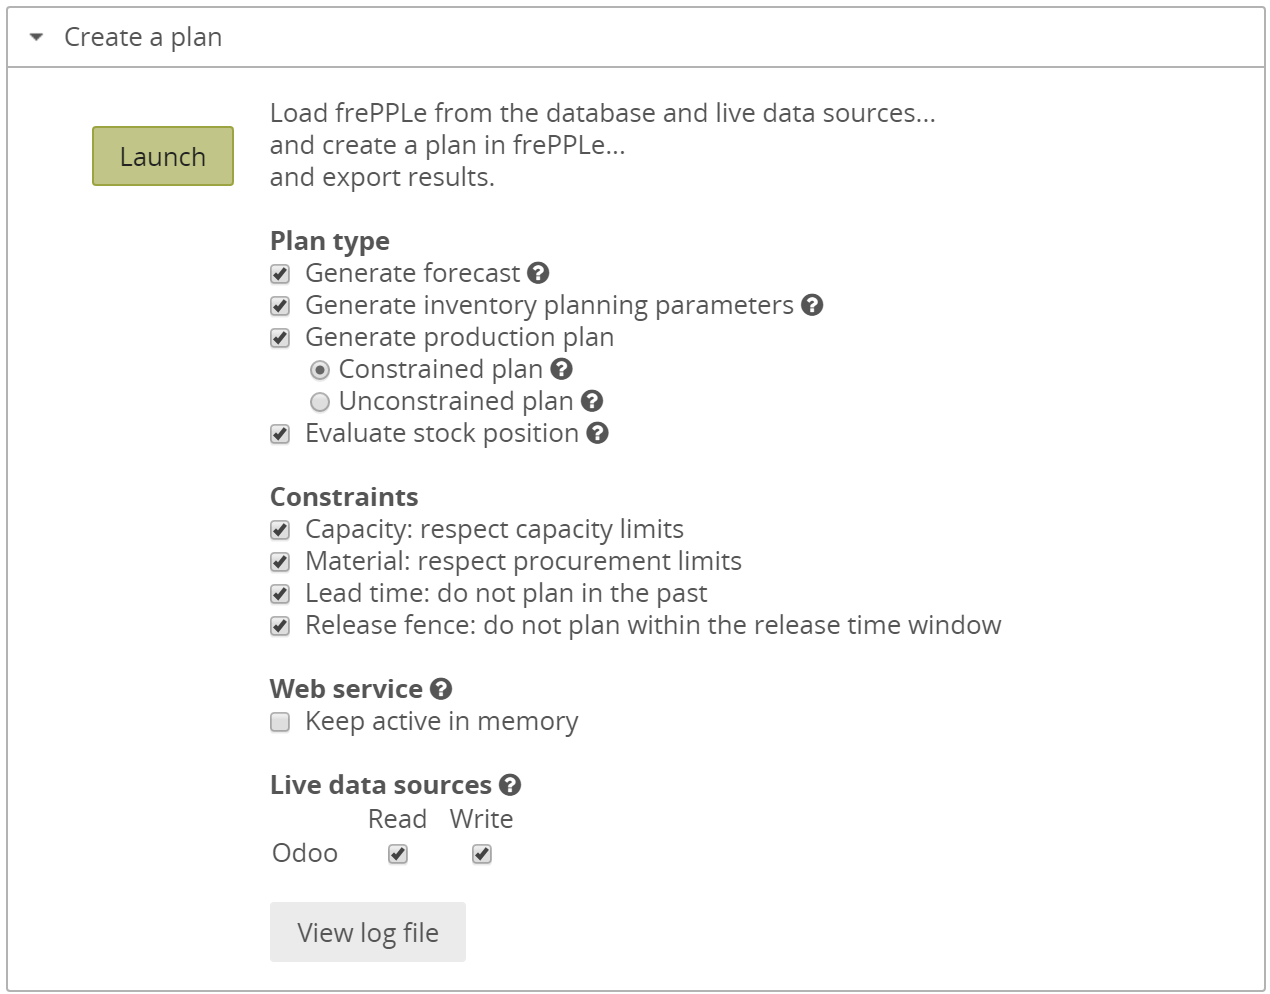 Create a plan
Launch
Load frePPLe from the database and live data sources...
and create a plan in frePPLe...
and export results.
Plan type
Generate forecast ?
Generate inventory planning parameters ?
Generate production plan
Constrained plan ?
Unconstrained plan ?
Evaluate stock position ?
Constraints
Capacity: respect capacity limits
Material: respect procurement limits
Lead time: do not plan in the past
Release fence: do not plan within the release time window
Web service ?
Keep active in memory
Live data sources ?
Read Write
Odoo
View log file